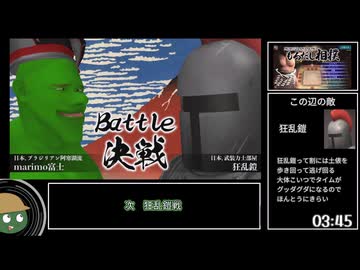 Battle
決戦
日本、ブラジリアン阿寒湖流
marimo富士
日本、武装力士部屋
狂乱鎧
次 狂乱鎧戦
この辺の敵
狂乱鎧
狂乱鎧って割には土俵を
歩き回って逃げ回る
大体こいつでタイムが
グッダグダになるので
ほんとうにきらい
03:45